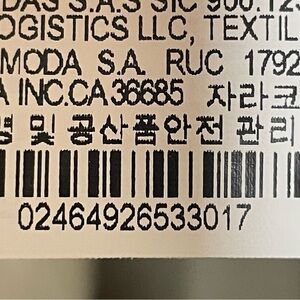 DAS S.A.S SIC 900.12
OGISTICS LLC, TEXTIL
MODA S.A. RUC 1792
A INC.CA 36685 자라코
및 공산품안전 관리
02464926533017